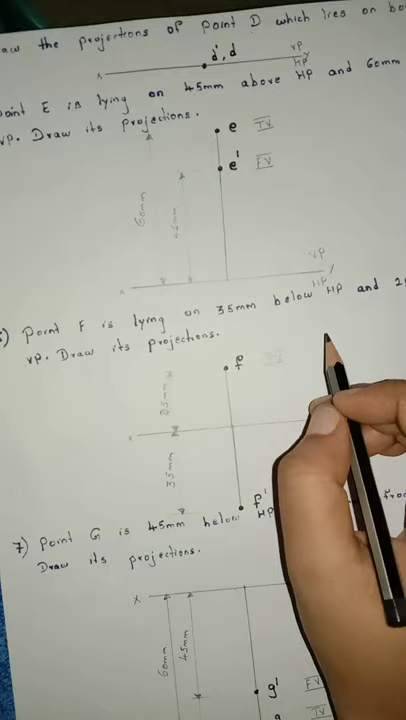 the projections of point D which lies on
d', d
VP
X
Y
HP
Point E is lying on 45mm above HP and 60mm
VP. Draw its projections.
e TV
e' FV
60mm
45mm
VP
X
Y
HP
Point F is lying on 35mm below HP and
VP. Draw its projections.
f
X
35mm
f'
7) Point G is 45mm below HP
Draw its projections.
X
60mm
45mm
g' FV
g TV